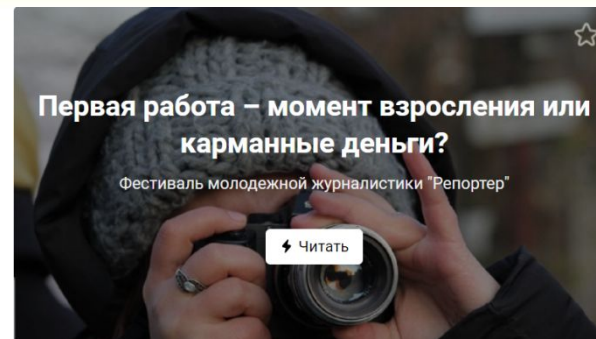 Первая работа – момент взросления или
карманные деньги?
Фестиваль молодежной журналистики "Репортер"
Читать